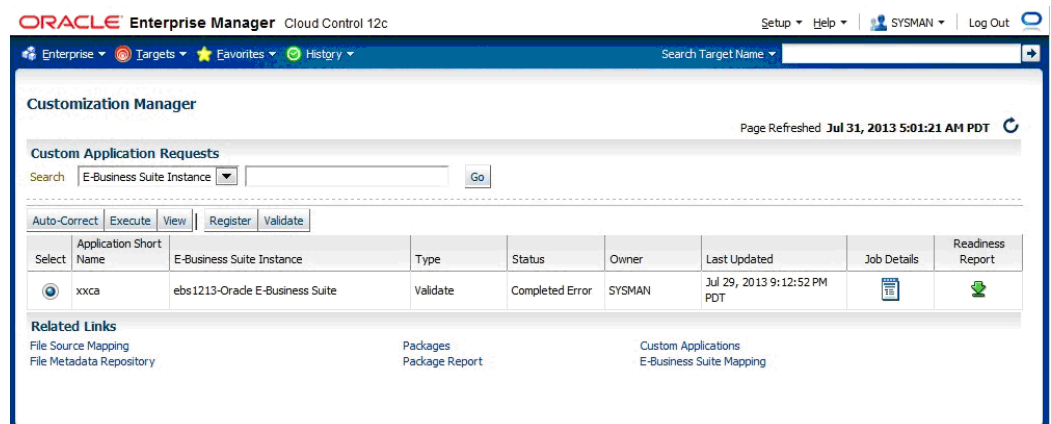 ORACLE Enterprise Manager Cloud Control 12c
Setup Help SYSMAN Log Out
Enterprise Targets Favorites History Search Target Name
Customization Manager
Page Refreshed Jul 31, 2013 5:01:21 AM PDT
Custom Application Requests
Search E-Business Suite Instance Go
Auto-Correct Execute View Register Validate
Select Application Short Name E-Business Suite Instance Type Status Owner Last Updated Job Details Readiness Report
xxca ebs1213-Oracle E-Business Suite Validate Completed Error SYSMAN Jul 29, 2013 9:12:52 PM PDT
Related Links
File Source Mapping Packages Custom Applications
File Metadata Repository Package Report E-Business Suite Mapping